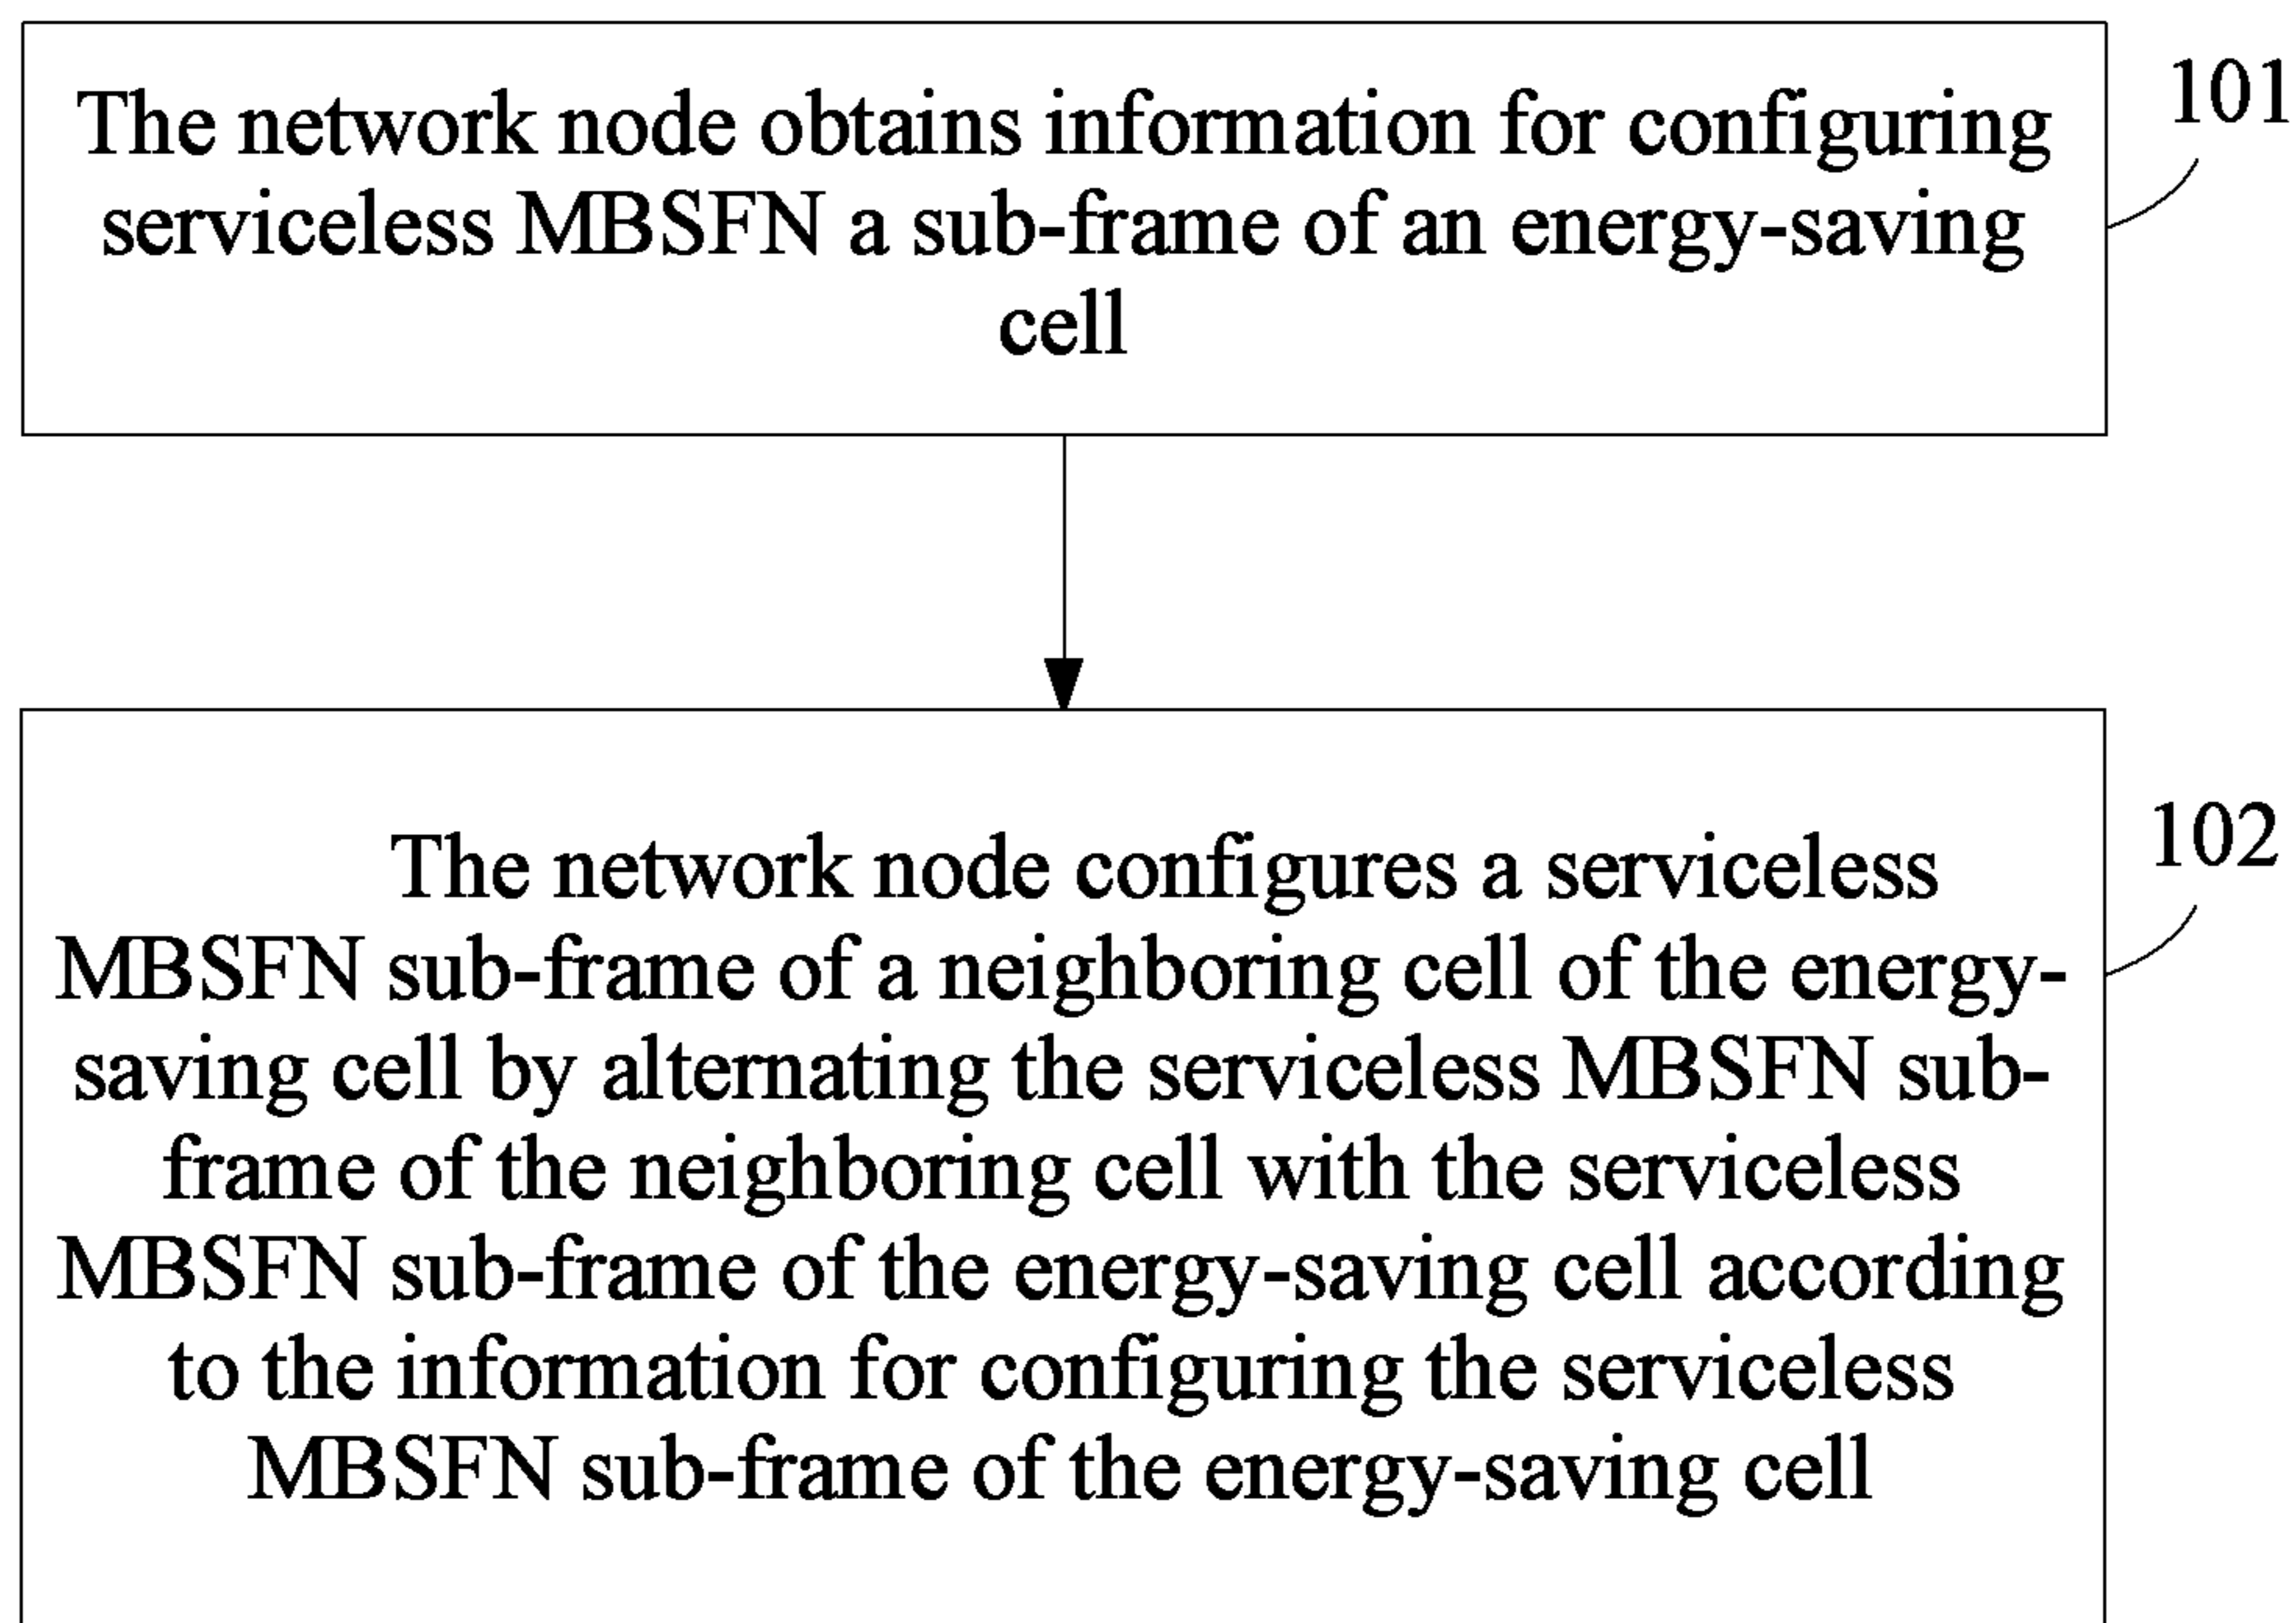 The network node obtains information for configuring
serviceless MBSFN a sub-frame of an energy-saving
cell
101
The network node configures a serviceless
MBSFN sub-frame of a neighboring cell of the energy-
saving cell by alternating the serviceless MBSFN sub-
frame of the neighboring cell with the serviceless
MBSFN sub-frame of the energy-saving cell according
to the information for configuring the serviceless
MBSFN sub-frame of the energy-saving cell
102